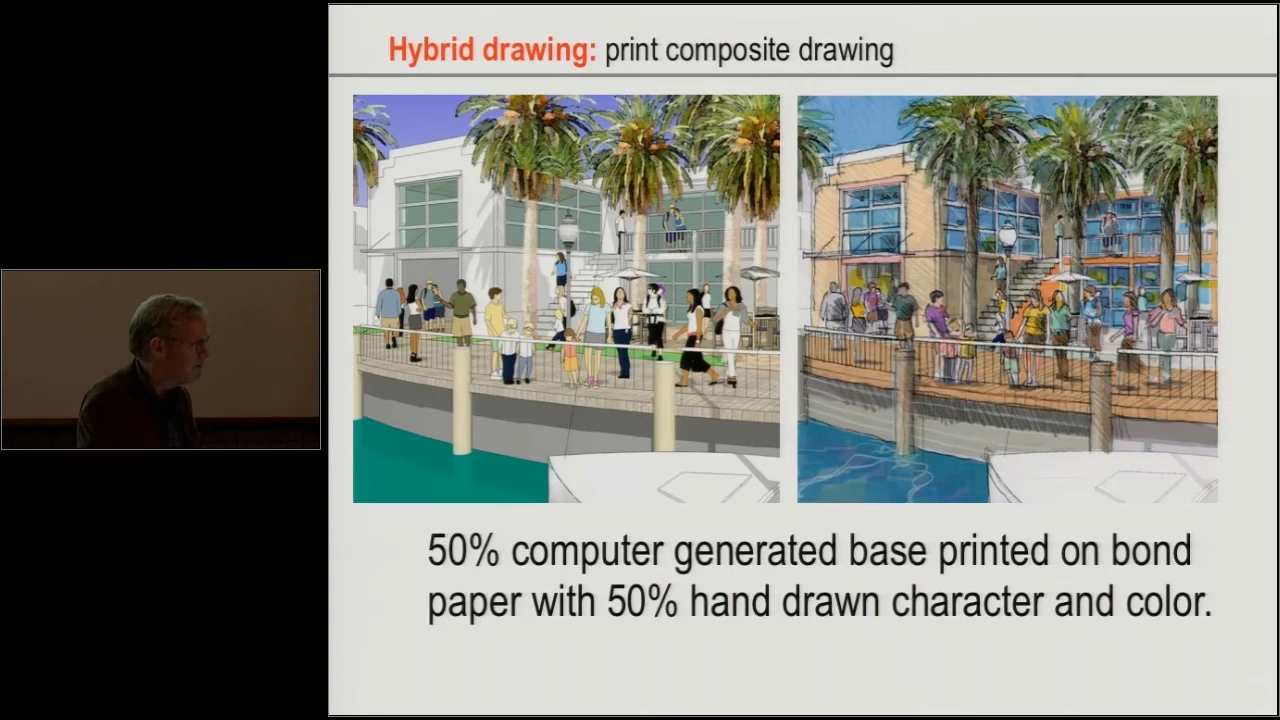 Hybrid drawing: print composite drawing
50% computer generated base printed on bond
paper with 50% hand drawn character and color.